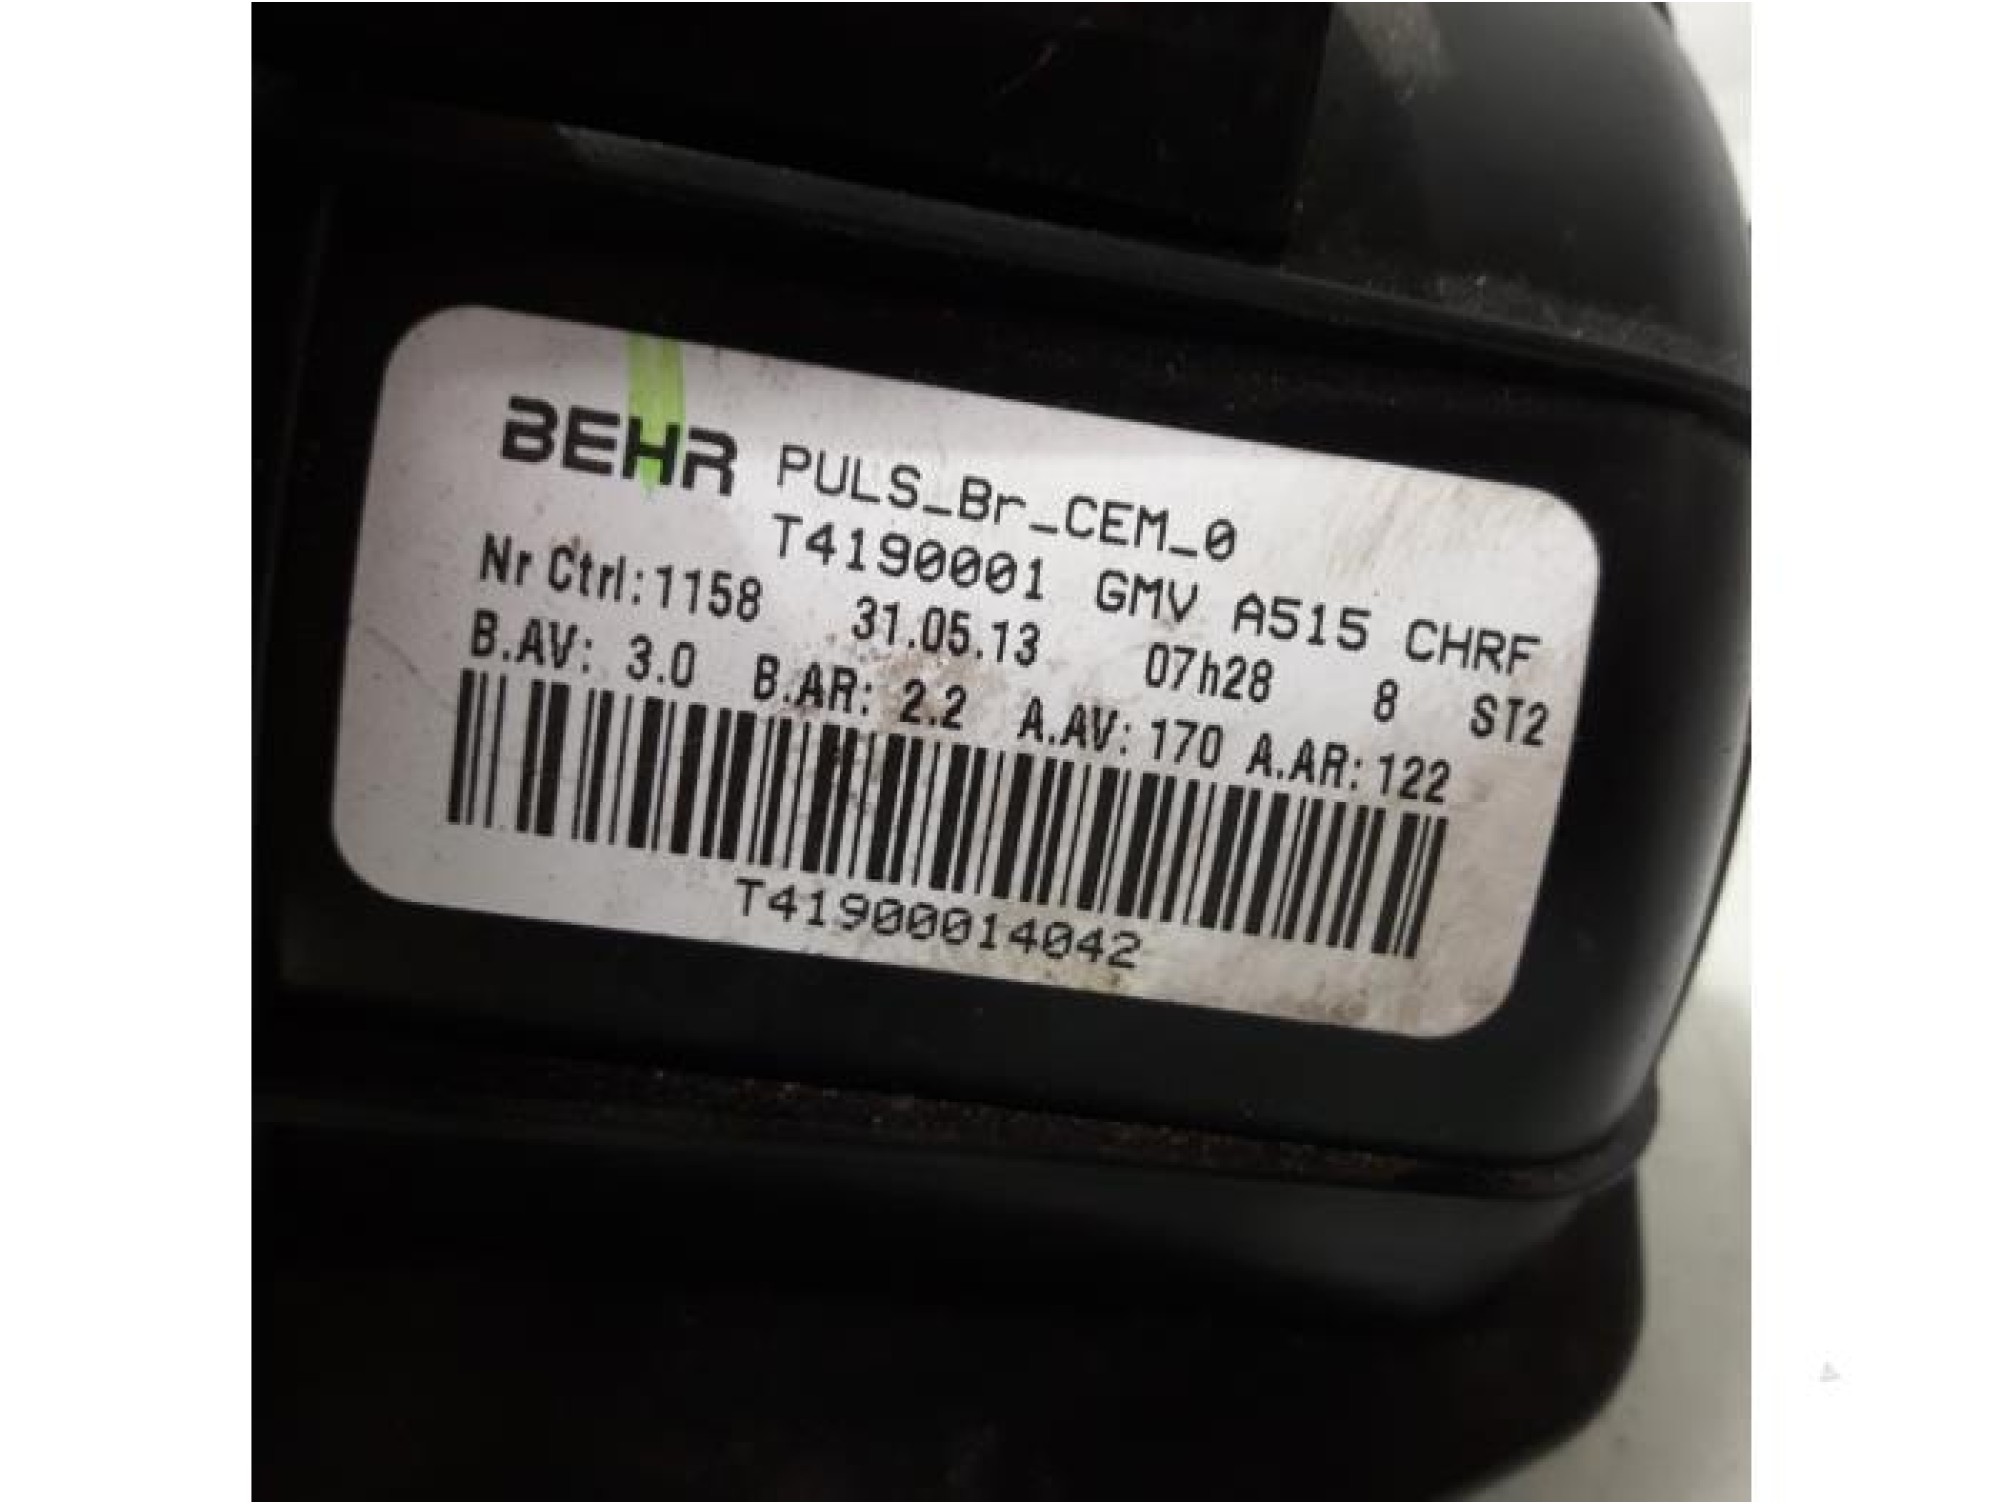 BEHR PULS_Br_CEM_0
T4190001 GMV A515 CHRF
Nr Ctrl:1158 31.05.13 07h28 8 ST2
B.AV: 3.0 B.AR: 2.2 A.AV: 170 A.AR: 122
T41900014042